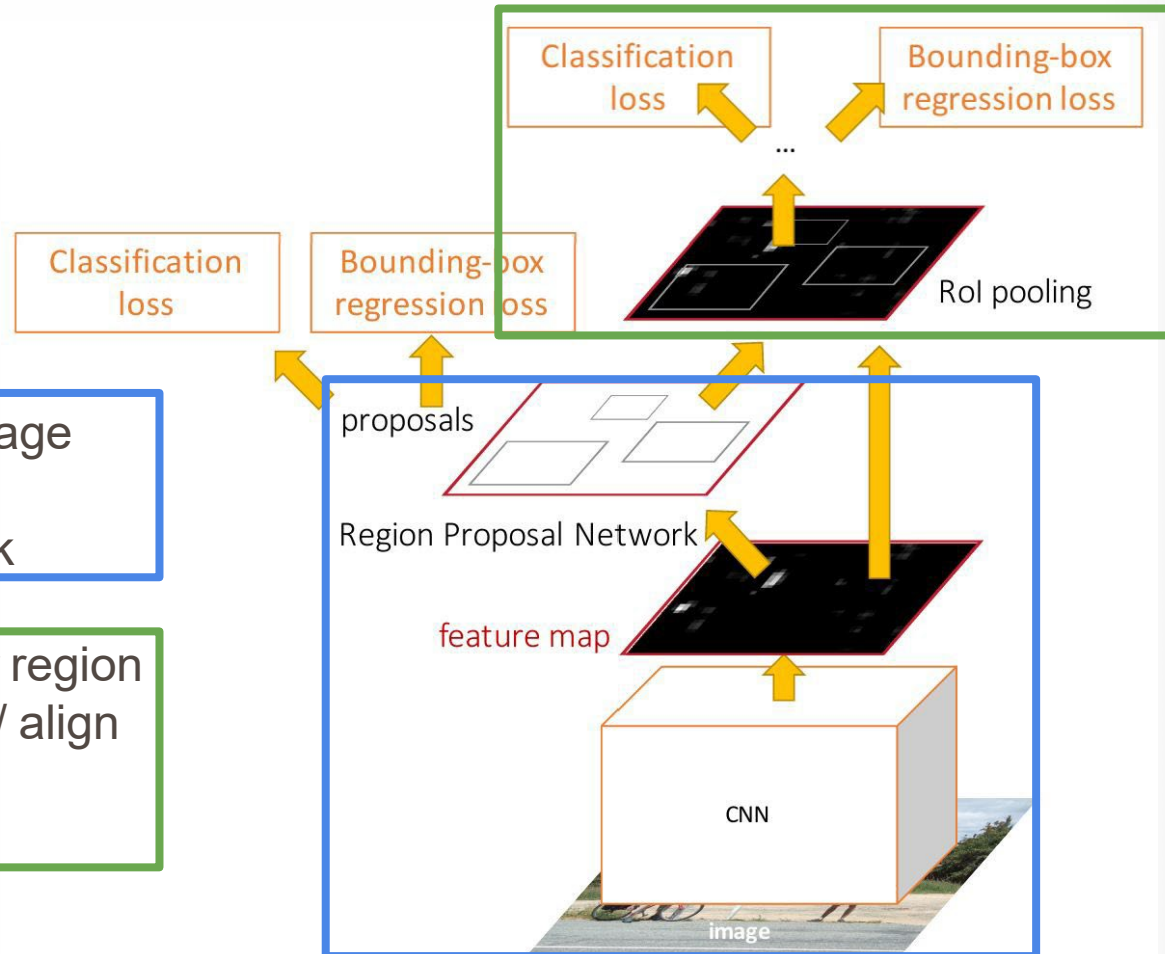 Classification
loss
Bounding-box
regression loss
...
RoI pooling
Classification
loss
Bounding-box
regression loss
age
k
region
/ align
proposals
Region Proposal Network
feature map
CNN
image